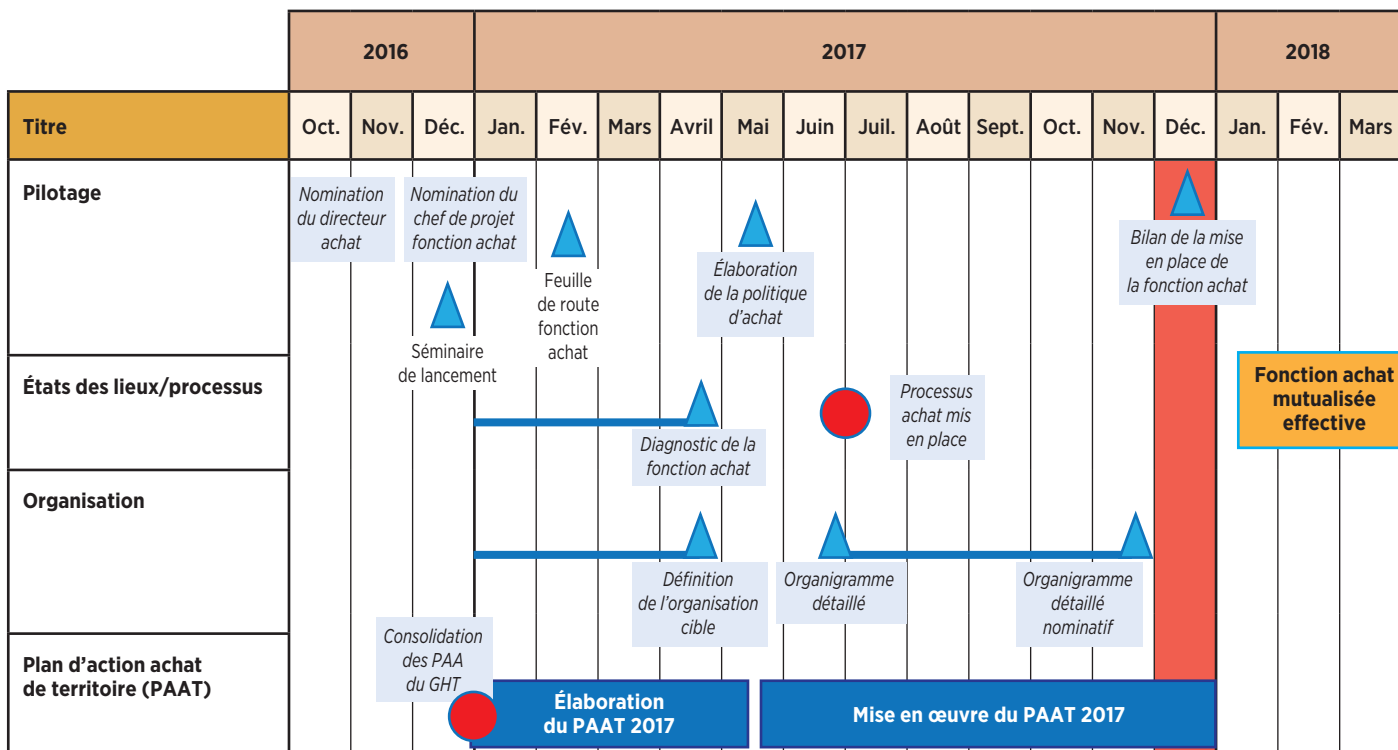 2016
2017
2018
Titre
Oct.
Nov.
Déc.
Jan.
Fév.
Mars
Avril
Mai
Juin
Juil.
Août
Sept.
Oct.
Nov.
Déc.
Jan.
Fév.
Mars
Pilotage
Nomination
du directeur
achat
Nomination du
chef de projet
fonction achat
Séminaire
de lancement
Feuille
de route
fonction
achat
Élaboration
de la politique
d’achat
Bilan de la mise
en place de
la fonction achat
États des lieux/processus
Diagnostic de la
fonction achat
Processus
achat mis
en place
Fonction achat
mutualisée
effective
Organisation
Définition
de l’organisation
cible
Organigramme
détaillé
Organigramme
détaillé
nominatif
Plan d’action achat
de territoire (PAAT)
Consolidation
des PAA
du GHT
Élaboration
du PAAT 2017
Mise en œuvre du PAAT 2017